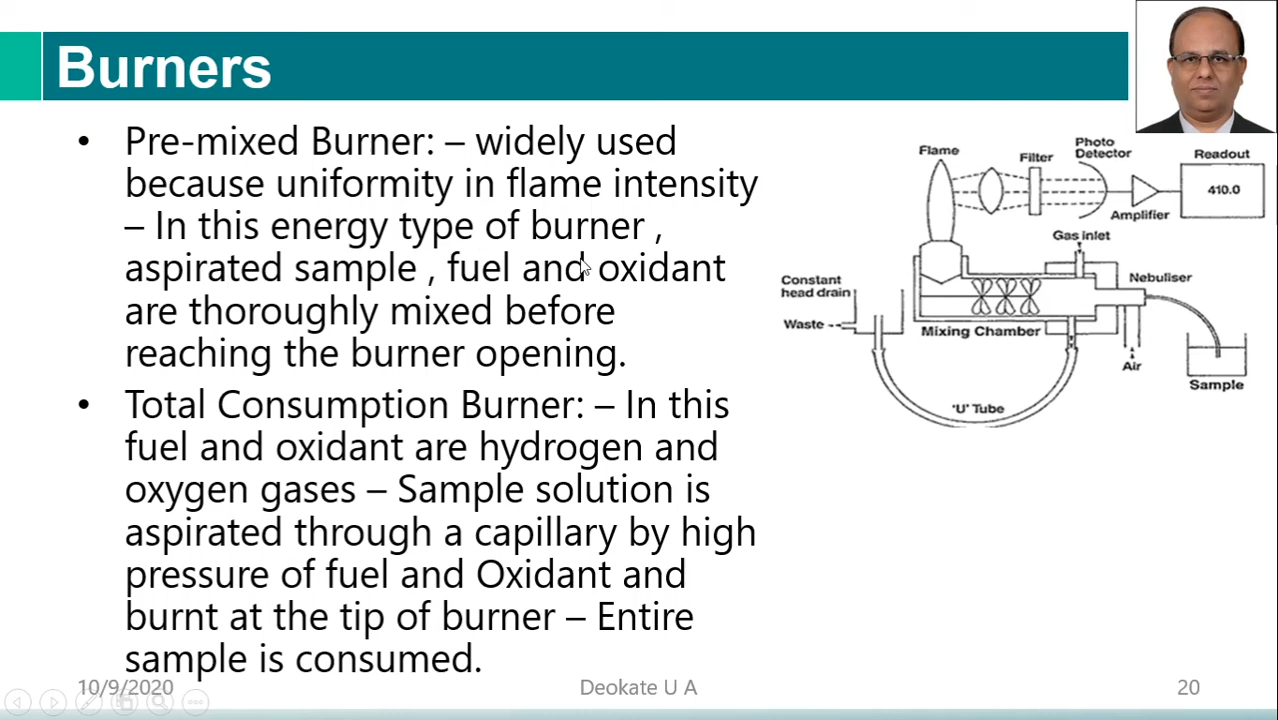 Burners
• Pre-mixed Burner: – widely used
because uniformity in flame intensity
– In this energy type of burner ,
aspirated sample , fuel and oxidant
are thoroughly mixed before
reaching the burner opening.
• Total Consumption Burner: – In this
fuel and oxidant are hydrogen and
oxygen gases – Sample solution is
aspirated through a capillary by high
pressure of fuel and Oxidant and
burnt at the tip of burner – Entire
sample is consumed.
Flame
Filter
Photo
Detector
Readout
410.0
Amplifier
Gas inlet
Constant
head drain
Nebuliser
Waste
Mixing Chamber
Air
Sample
'U' Tube
10/9/2020
Deokate U A
20